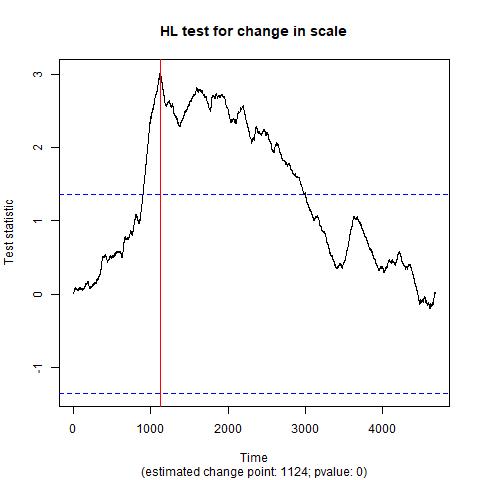 HL test for change in scale
Test statistic
3
2
1
0
-1
0
1000
2000
3000
4000
Time
(estimated change point: 1124; pvalue: 0)